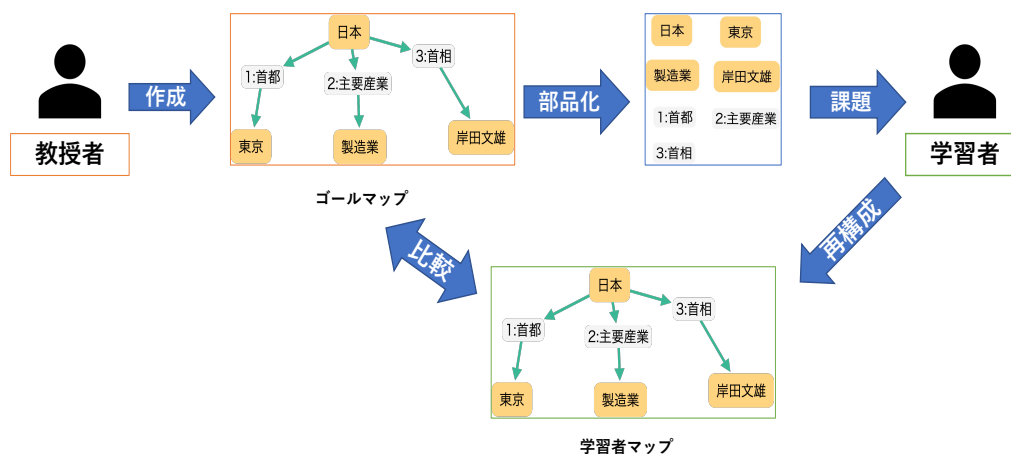 教授者
作成
日本
1:首都
2:主要産業
3:首相
東京
製造業
岸田文雄
ゴールマップ
部品化
日本
東京
製造業
岸田文雄
1:首都
2:主要産業
3:首相
課題
学習者
再構成
比較
日本
1:首都
2:主要産業
3:首相
東京
製造業
岸田文雄
学習者マップ